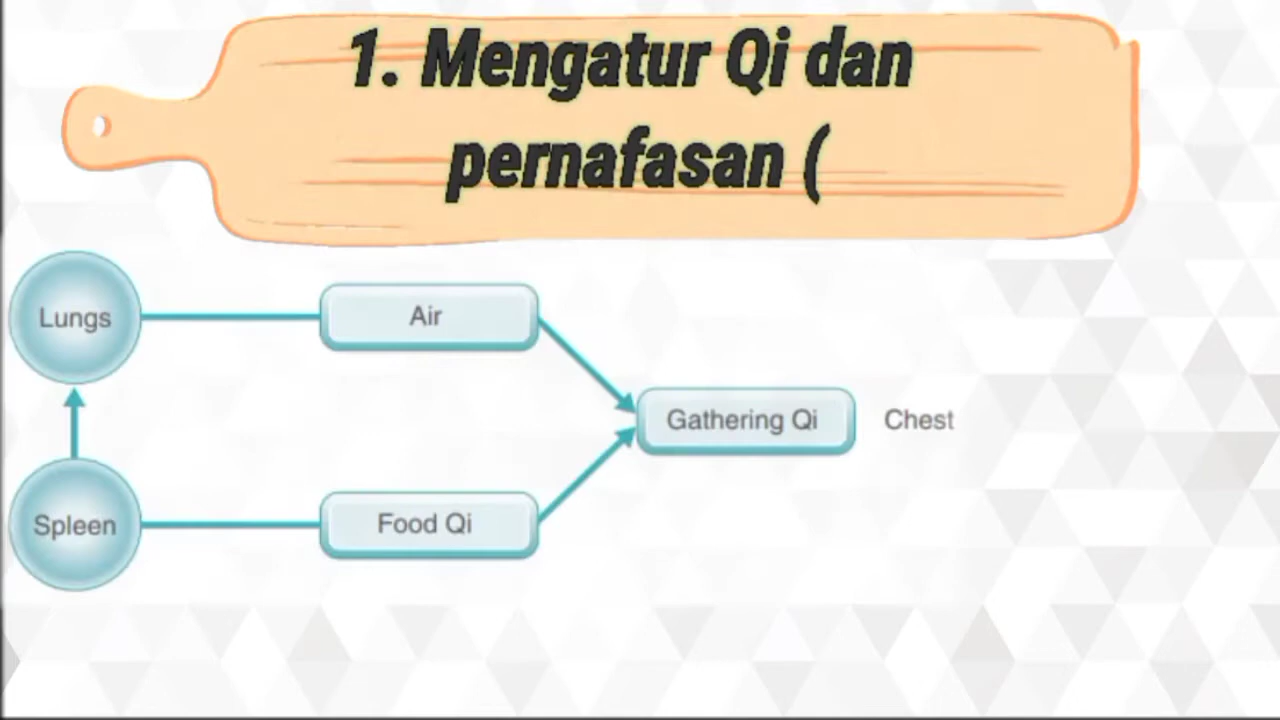 1. Mengatur Qi dan
pernafasan (
Lungs
Air
Gathering Qi
Chest
Spleen
Food Qi